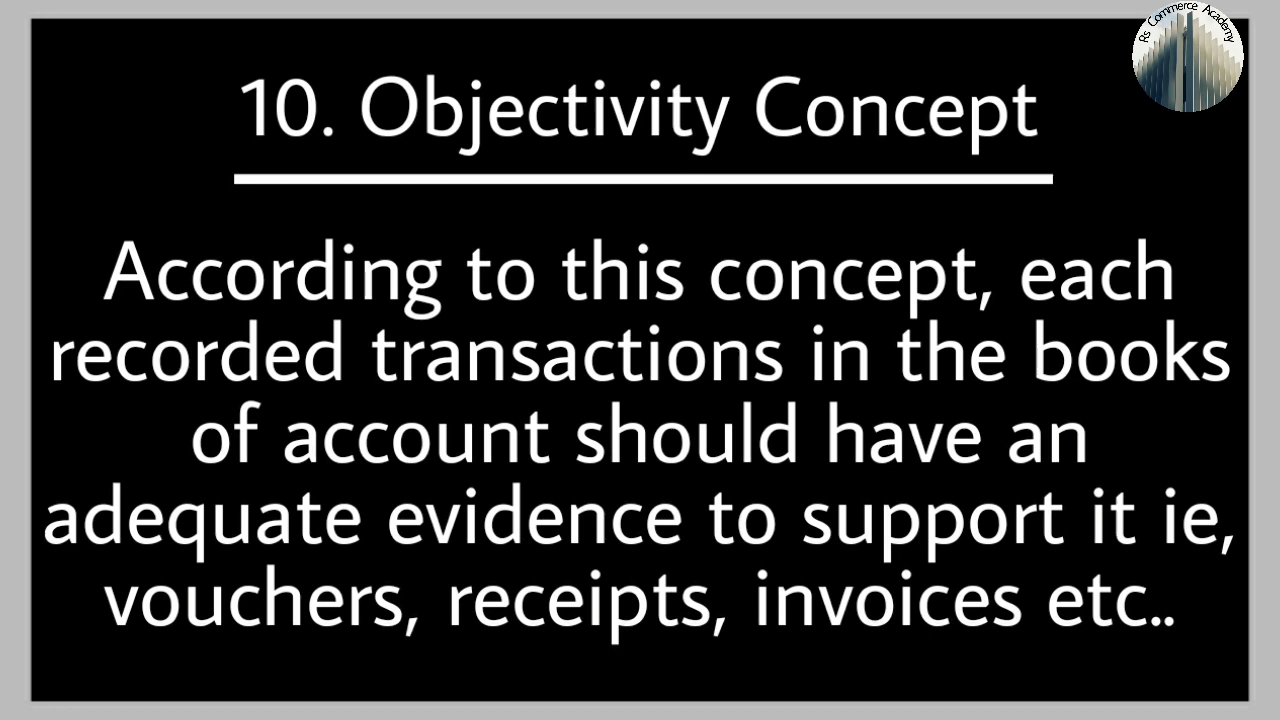 Rs Commerce Academy
10. Objectivity Concept
According to this concept, each
recorded transactions in the books
of account should have an
adequate evidence to support it ie,
vouchers, receipts, invoices etc..